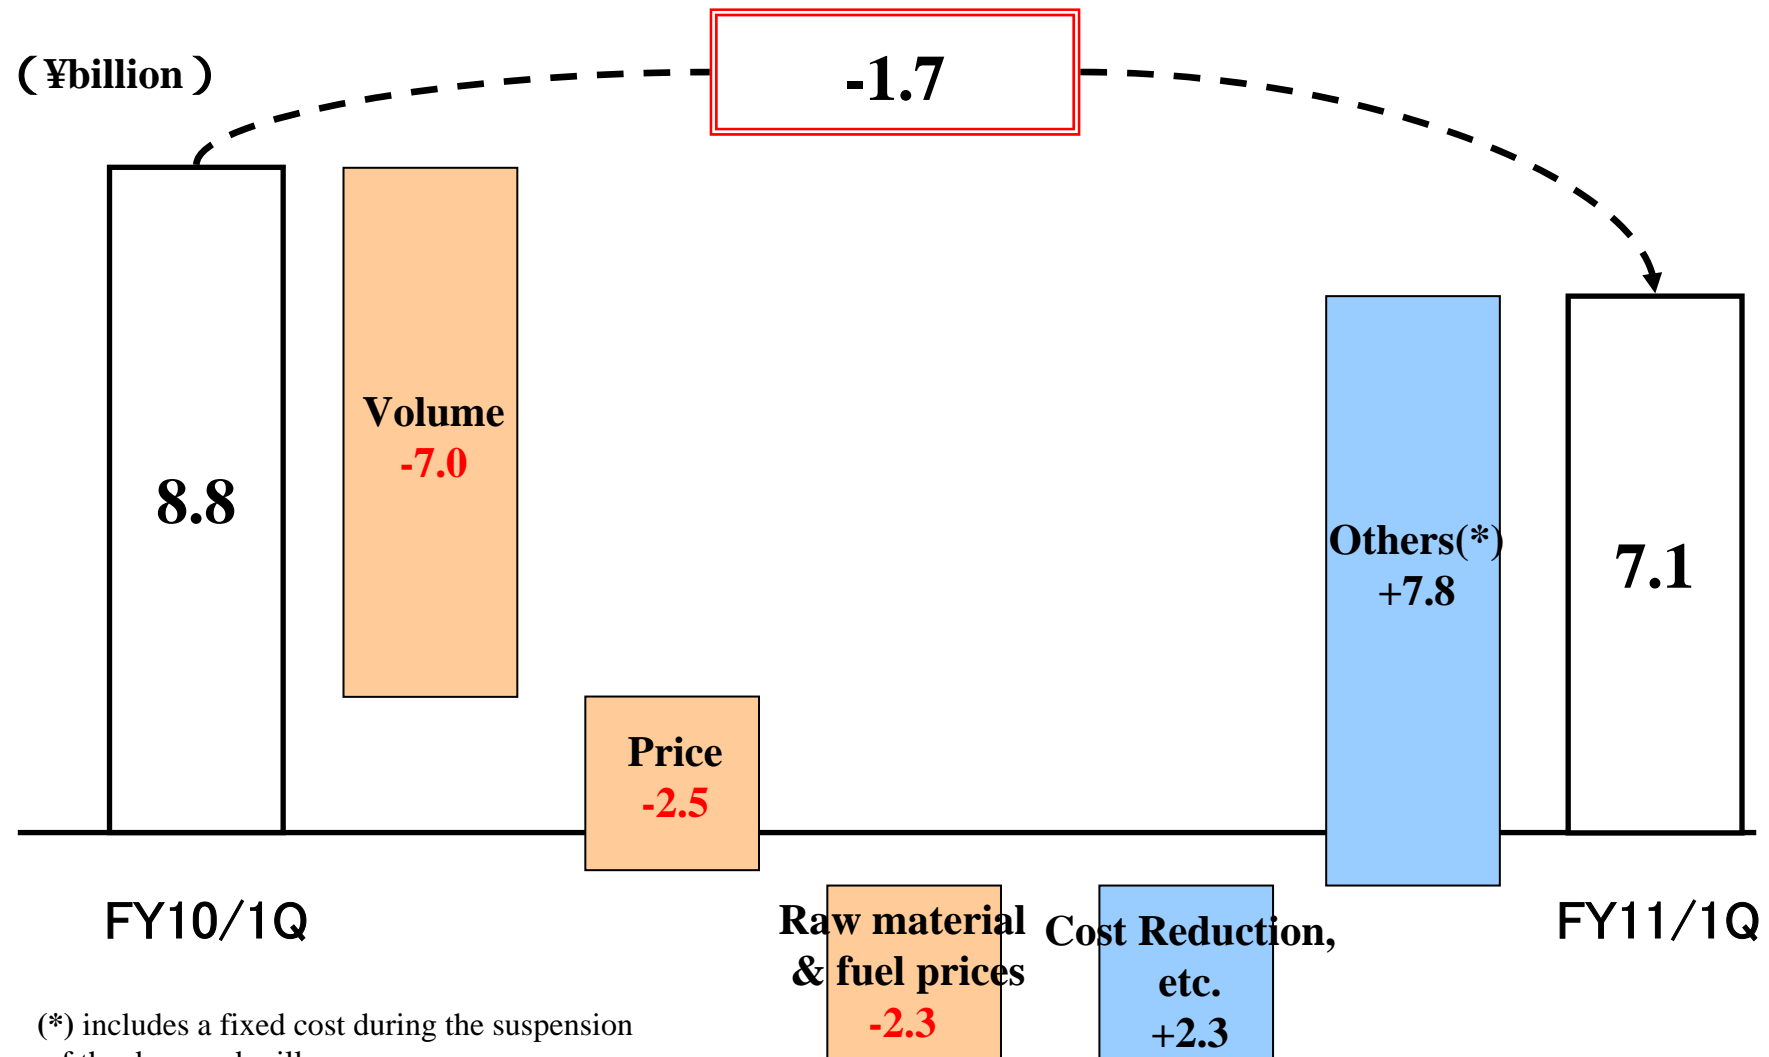 (¥billion)
-1.7
Volume
-7.0
8.8
Others(*)
+7.8
7.1
Price
-2.5
FY10/1Q
FY11/1Q
Raw material
& fuel prices
-2.3
Cost Reduction,
etc.
+2.3
(*) includes a fixed cost during the suspension